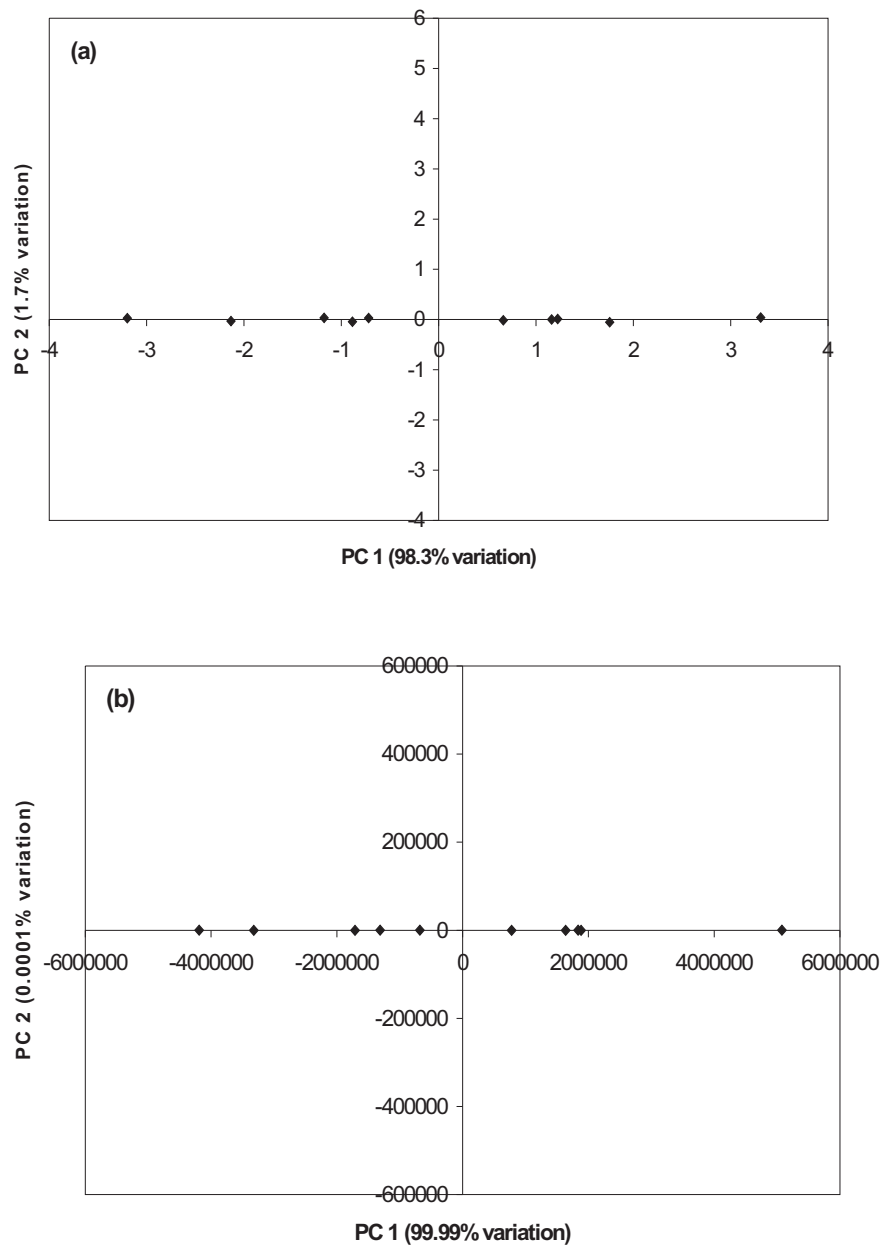 (a)
6
5
4
3
2
1
0
-1
-2
-3
-4
-4 -3 -2 -1 0 1 2 3 4
PC 2 (1.7% variation)
PC 1 (98.3% variation)
(b)
600000
400000
200000
0
-200000
-400000
-600000
-6000000 -4000000 -2000000 0 2000000 4000000 6000000
PC 2 (0.0001% variation)
PC 1 (99.99% variation)